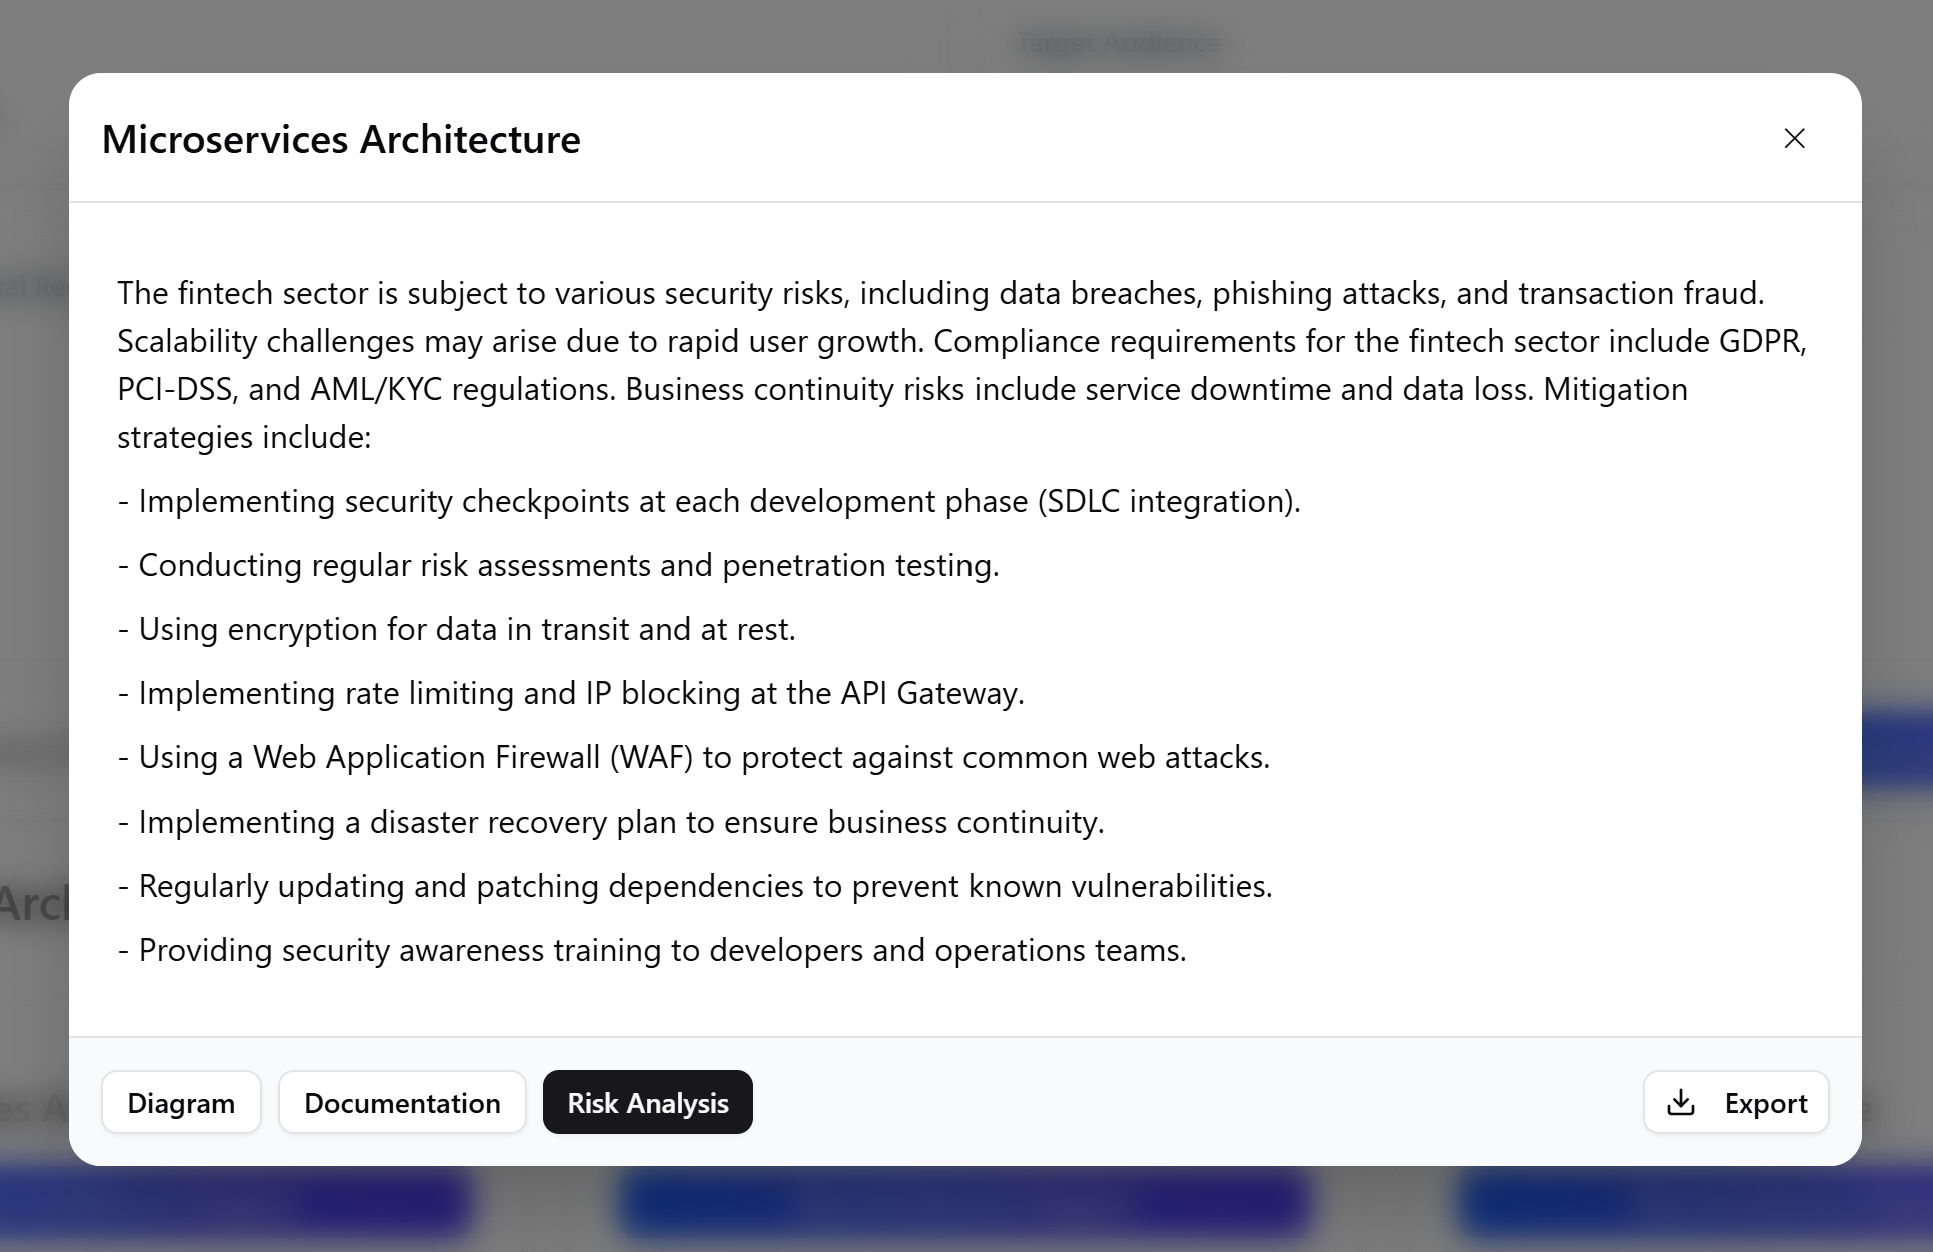 Target Audience
Microservices Architecture
The fintech sector is subject to various security risks, including data breaches, phishing attacks, and transaction fraud.
Scalability challenges may arise due to rapid user growth. Compliance requirements for the fintech sector include GDPR,
PCI-DSS, and AML/KYC regulations. Business continuity risks include service downtime and data loss. Mitigation
strategies include:
- Implementing security checkpoints at each development phase (SDLC integration).
- Conducting regular risk assessments and penetration testing.
- Using encryption for data in transit and at rest.
- Implementing rate limiting and IP blocking at the API Gateway.
- Using a Web Application Firewall (WAF) to protect against common web attacks.
- Implementing a disaster recovery plan to ensure business continuity.
- Regularly updating and patching dependencies to prevent known vulnerabilities.
- Providing security awareness training to developers and operations teams.
Diagram
Documentation
Risk Analysis
Export